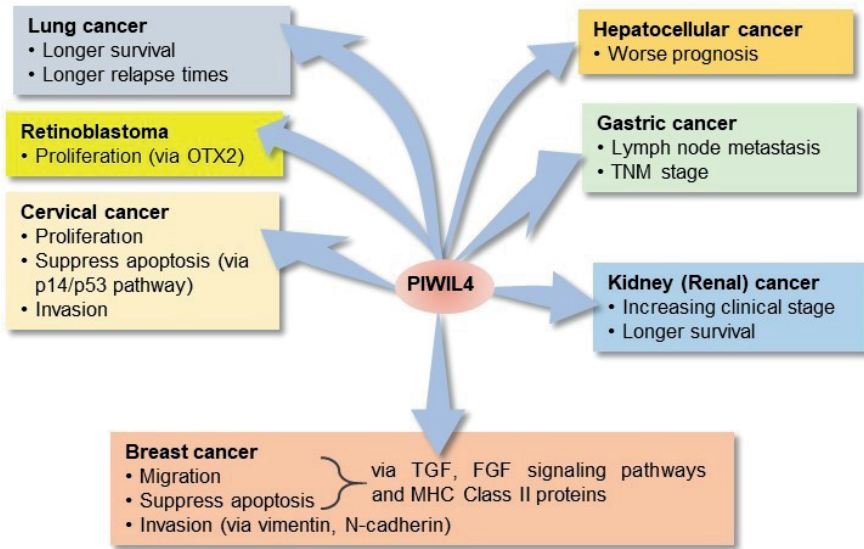 Lung cancer
• Longer survival
• Longer relapse times
Hepatocellular cancer
• Worse prognosis
Retinoblastoma
• Proliferation (via OTX2)
Gastric cancer
• Lymph node metastasis
• TNM stage
Cervical cancer
• Proliferation
• Suppress apoptosis (via
p14/p53 pathway)
• Invasion
PIWIL4
Kidney (Renal) cancer
• Increasing clinical stage
• Longer survival
Breast cancer
• Migration
• Suppress apoptosis
via TGF, FGF signaling pathways
and MHC Class II proteins
• Invasion (via vimentin, N-cadherin)